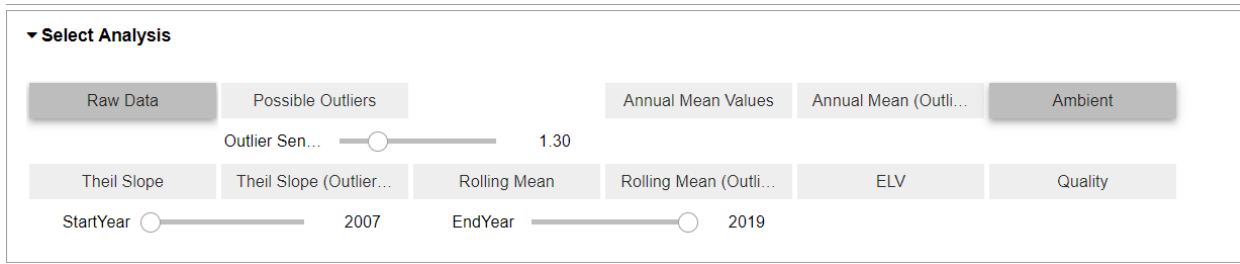 Select Analysis
Raw Data Possible Outliers Annual Mean Values Annual Mean (Outli... Ambient
Outlier Sen... 1.30
Theil Slope Theil Slope (Outlier... Rolling Mean Rolling Mean (Outli... ELV Quality
StartYear 2007 EndYear 2019